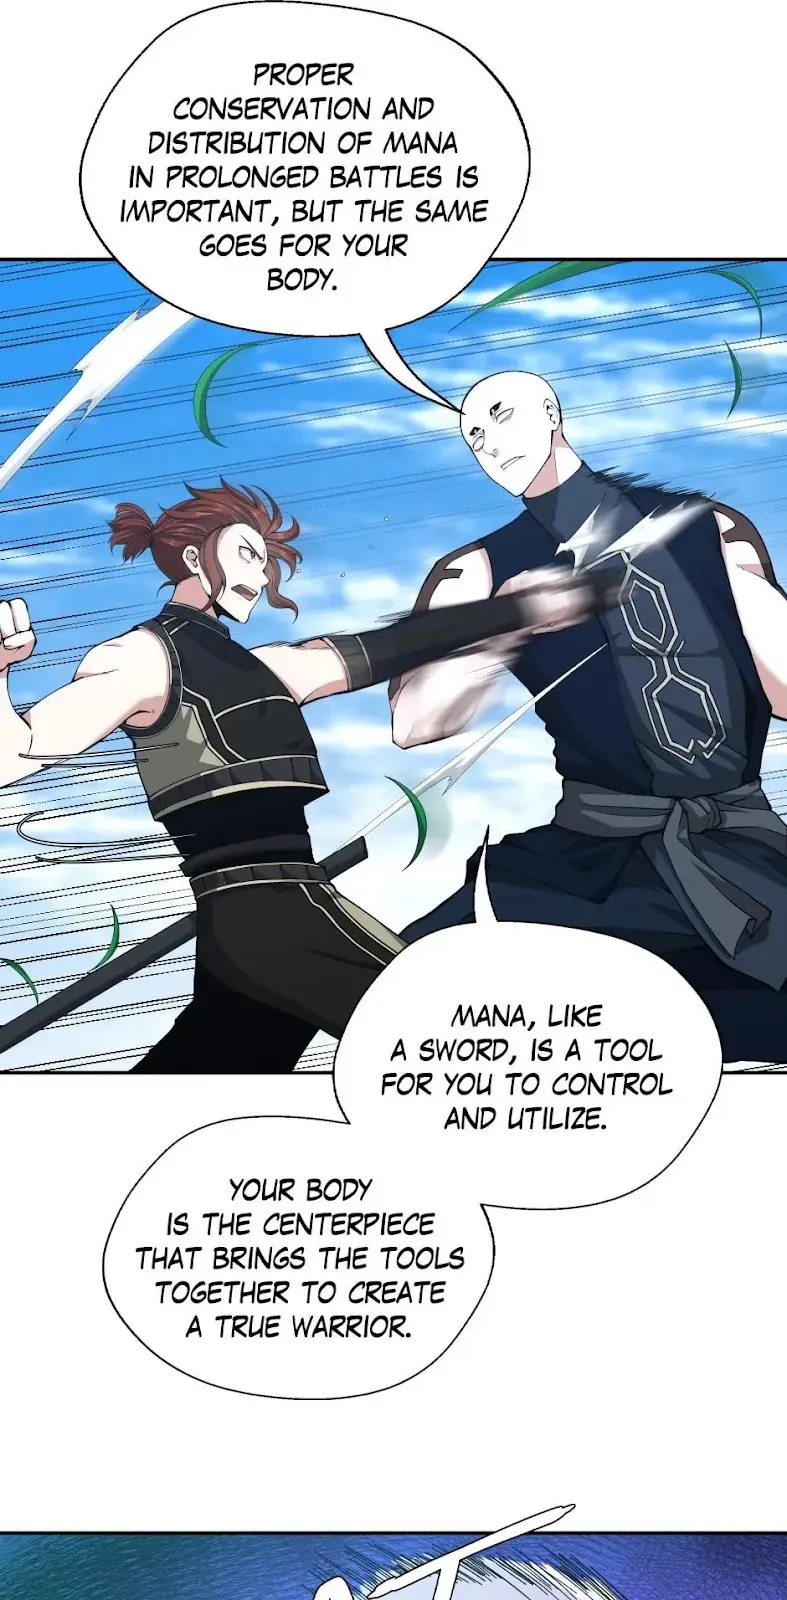 PROPER
CONSERVATION AND
DISTRIBUTION OF MANA
IN PROLONGED BATTLES IS
IMPORTANT, BUT THE SAME
GOES FOR YOUR
BODY.
MANA, LIKE
A SWORD, IS A TOOL
FOR YOU TO CONTROL
AND UTILIZE.
YOUR BODY
IS THE CENTERPIECE
THAT BRINGS THE TOOLS
TOGETHER TO CREATE
A TRUE WARRIOR.